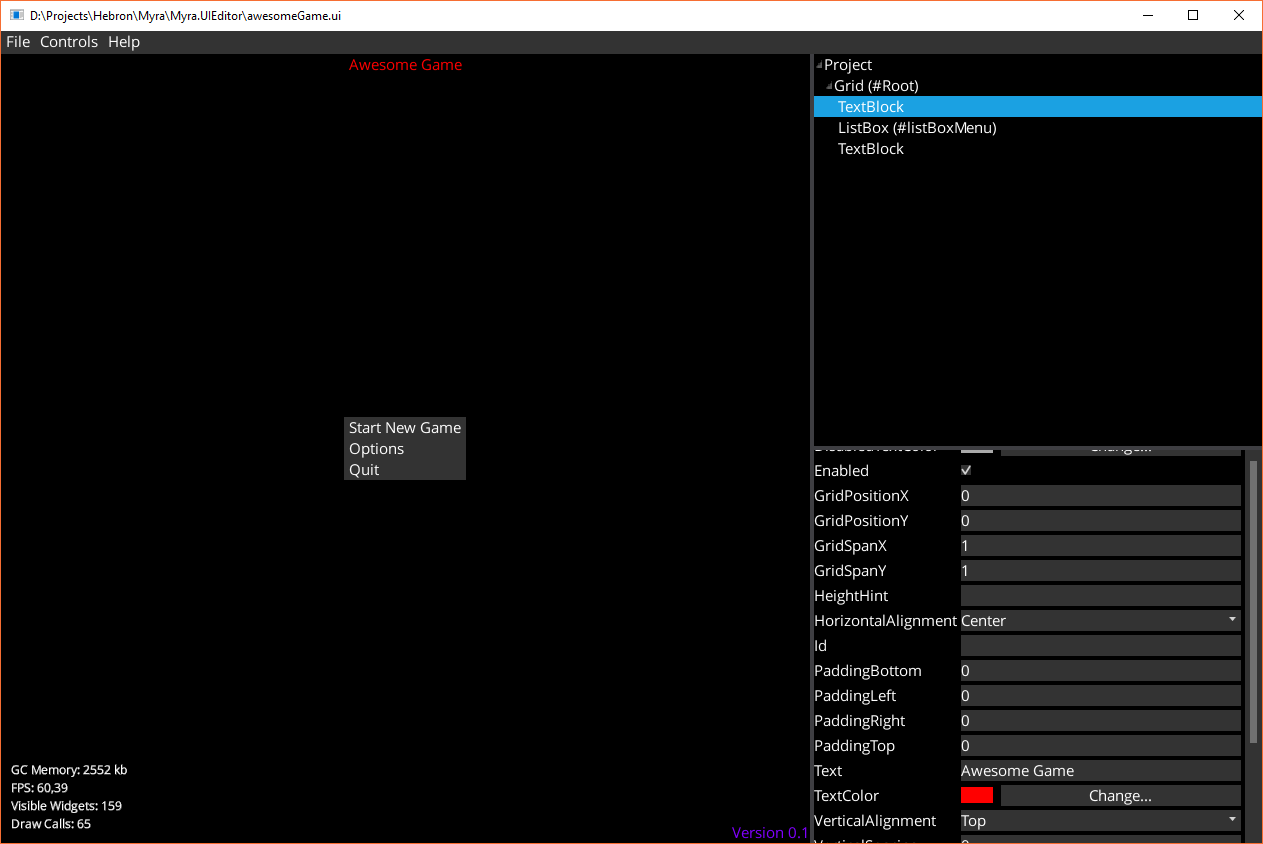 D:\Projects\Hebron\Myra\Myra.UIEditor\awesomeGame.ui
File Controls Help
Awesome Game
Start New Game
Options
Quit
GC Memory: 2552 kb
FPS: 60,39
Visible Widgets: 159
Draw Calls: 65
Version 0.1
Project
Grid (#Root)
TextBlock
ListBox (#listBoxMenu)
TextBlock
DisabledTextColor Change...
Enabled
GridPositionX 0
GridPositionY 0
GridSpanX 1
GridSpanY 1
HeightHint
HorizontalAlignment Center
Id
PaddingBottom 0
PaddingLeft 0
PaddingRight 0
PaddingTop 0
Text Awesome Game
TextColor Change...
VerticalAlignment Top